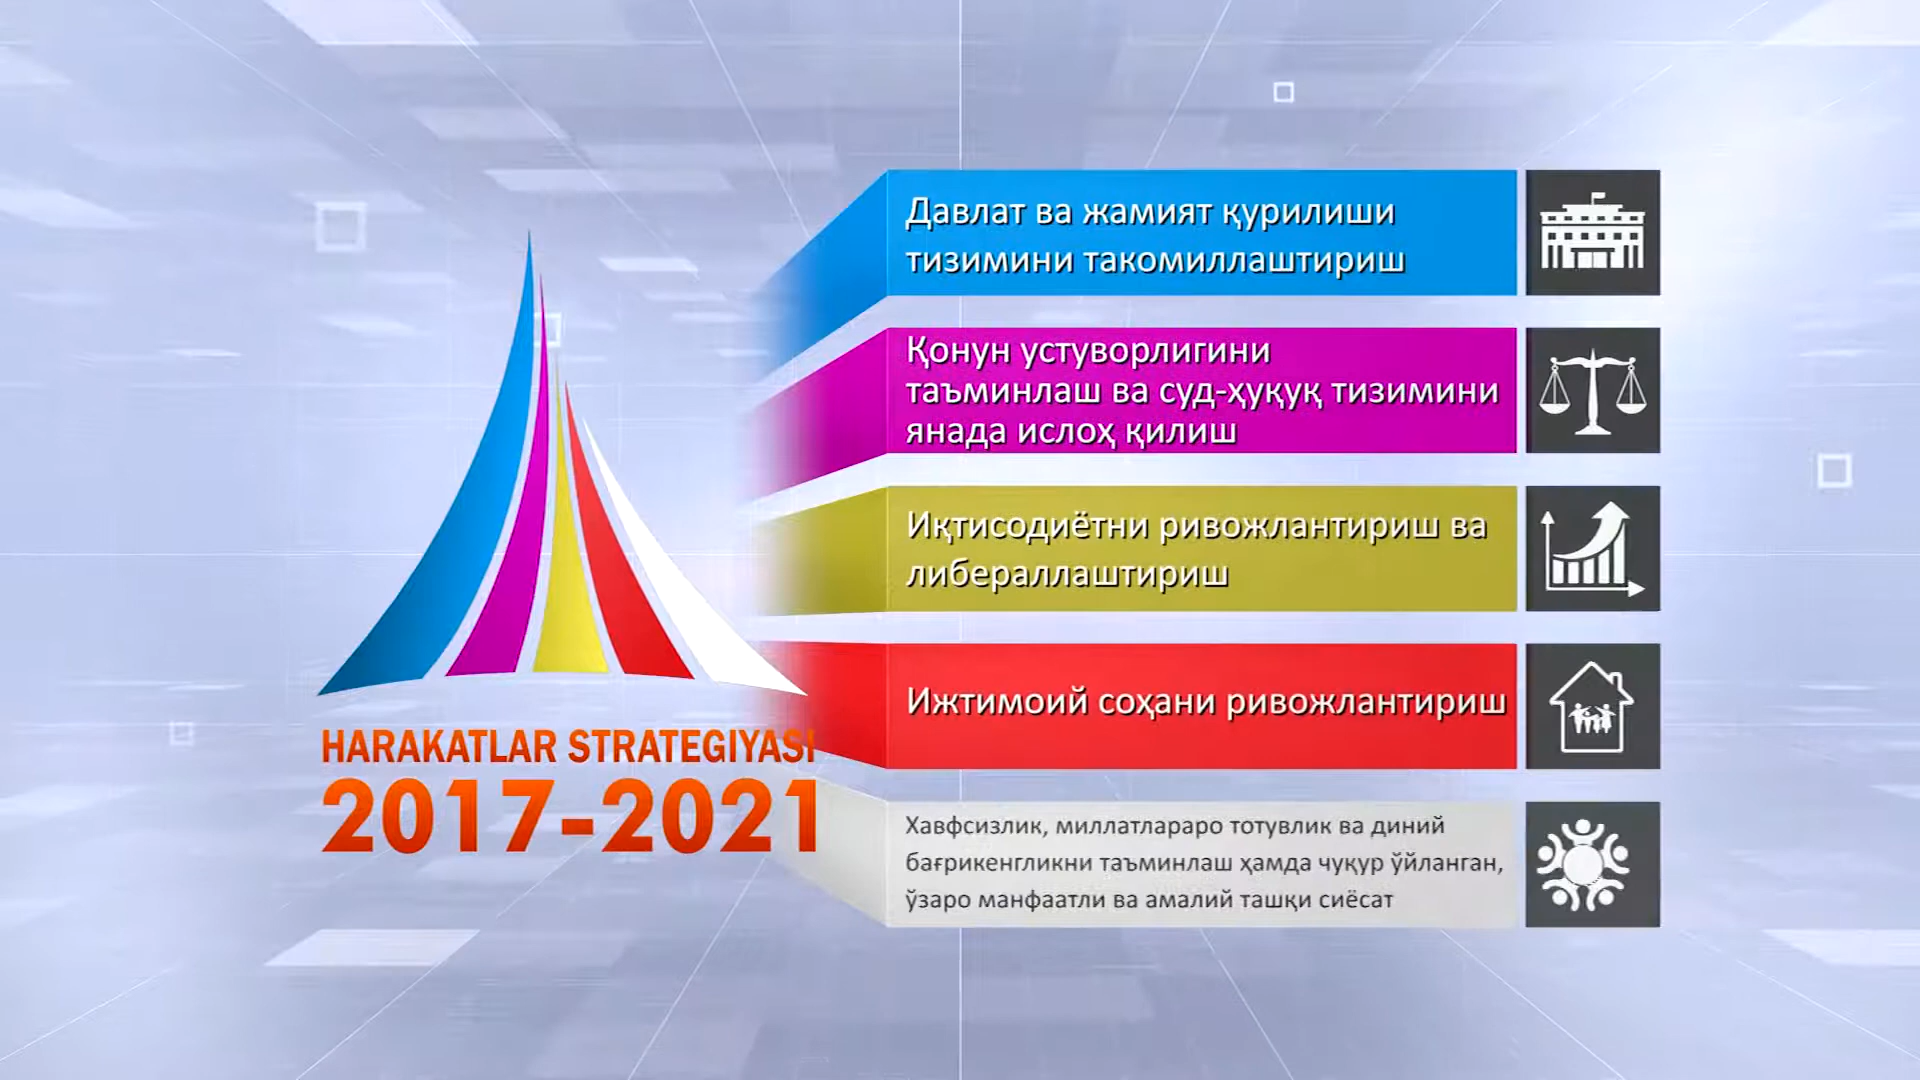 HARAKATLAR STRATEGIYASI
2017-2021
Давлат ва жамият қурилиши
тизимини такомиллаштириш
Қонун устуворлигини
таъминлаш ва суд-ҳуқуқ тизимини
янада ислоҳ қилиш
Иқтисодиётни ривожлантириш ва
либераллаштириш
Ижтимоий соҳани ривожлантириш
Хавфсизлик, миллатлараро тотувлик ва диний
бағрикенгликни таъминлаш ҳамда чуқур ўйланган,
ўзаро манфаатли ва амалий ташқи сиёсат